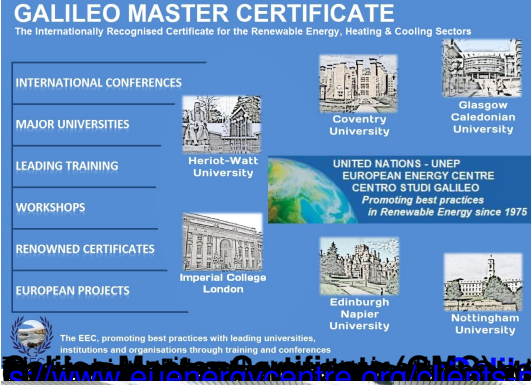 GALILEO MASTER CERTIFICATE
The Internationally Recognised Certificate for the Renewable Energy, Heating & Cooling Sectors
INTERNATIONAL CONFERENCES
MAJOR UNIVERSITIES
LEADING TRAINING
WORKSHOPS
RENOWNED CERTIFICATES
EUROPEAN PROJECTS
Heriot-Watt
University
Coventry
University
Glasgow
Caledonian
University
UNITED NATIONS - UNEP
EUROPEAN ENERGY CENTRE
CENTRO STUDI GALILEO
Promoting best practices
in Renewable Energy since 1975
Imperial College
London
Edinburgh
Napier
University
Nottingham
University
The EEC, promoting best practices with leading universities,
institutions and organisations through training and conferences